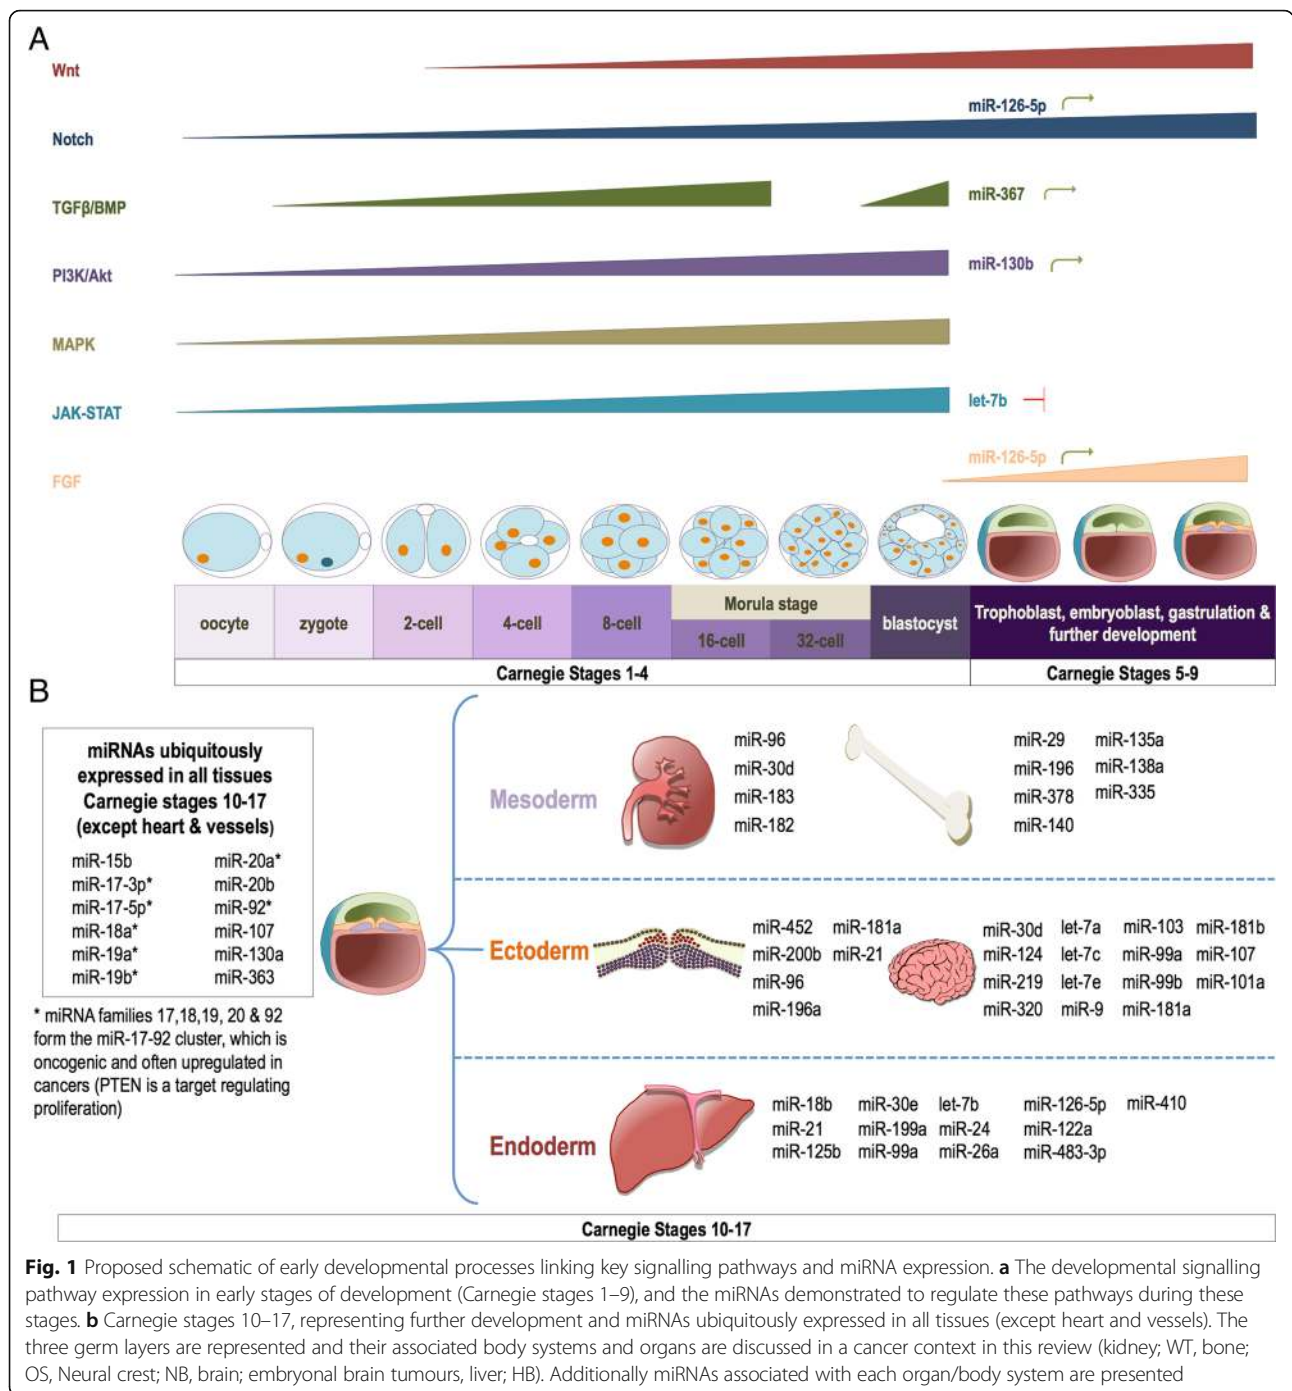 A
Wnt
miR-126-5p
Notch
TGFβ/BMP
miR-367
PI3K/Akt
miR-130b
MAPK
JAK-STAT
let-7b
miR-126-5p
FGF
oocyte
zygote
2-cell
4-cell
8-cell
Morula stage
16-cell
32-cell
blastocyst
Trophoblast, embryoblast, gastrulation &
further development
Carnegie Stages 1-4
Carnegie Stages 5-9
B
miRNAs ubiquitously
expressed in all tissues
Carnegie stages 10-17
(except heart & vessels)
miR-15b miR-20a*
miR-17-3p* miR-20b
miR-17-5p* miR-92*
miR-18a* miR-107
miR-19a* miR-130a
miR-19b* miR-363
* miRNA families 17,18,19, 20 & 92
form the miR-17-92 cluster, which is
oncogenic and often upregulated in
cancers (PTEN is a target regulating
proliferation)
Mesoderm
miR-96
miR-30d
miR-183
miR-182
miR-29 miR-135a
miR-196 miR-138a
miR-378 miR-335
miR-140
Ectoderm
miR-452 miR-181a
miR-200b miR-21
miR-96
miR-196a
miR-30d let-7a miR-103 miR-181b
miR-124 let-7c miR-99a miR-107
miR-219 let-7e miR-99b miR-101a
miR-320 miR-9 miR-181a
Endoderm
miR-18b miR-30e let-7b miR-126-5p miR-410
miR-21 miR-199a miR-24 miR-122a
miR-125b miR-99a miR-26a miR-483-3p
Carnegie Stages 10-17
Fig. 1 Proposed schematic of early developmental processes linking key signalling pathways and miRNA expression. a The developmental signalling
pathway expression in early stages of development (Carnegie stages 1–9), and the miRNAs demonstrated to regulate these pathways during these
stages. b Carnegie stages 10–17, representing further development and miRNAs ubiquitously expressed in all tissues (except heart and vessels). The
three germ layers are represented and their associated body systems and organs are discussed in a cancer context in this review (kidney; WT, bone;
OS, Neural crest; NB, brain; embryonal brain tumours, liver; HB). Additionally miRNAs associated with each organ/body system are presented